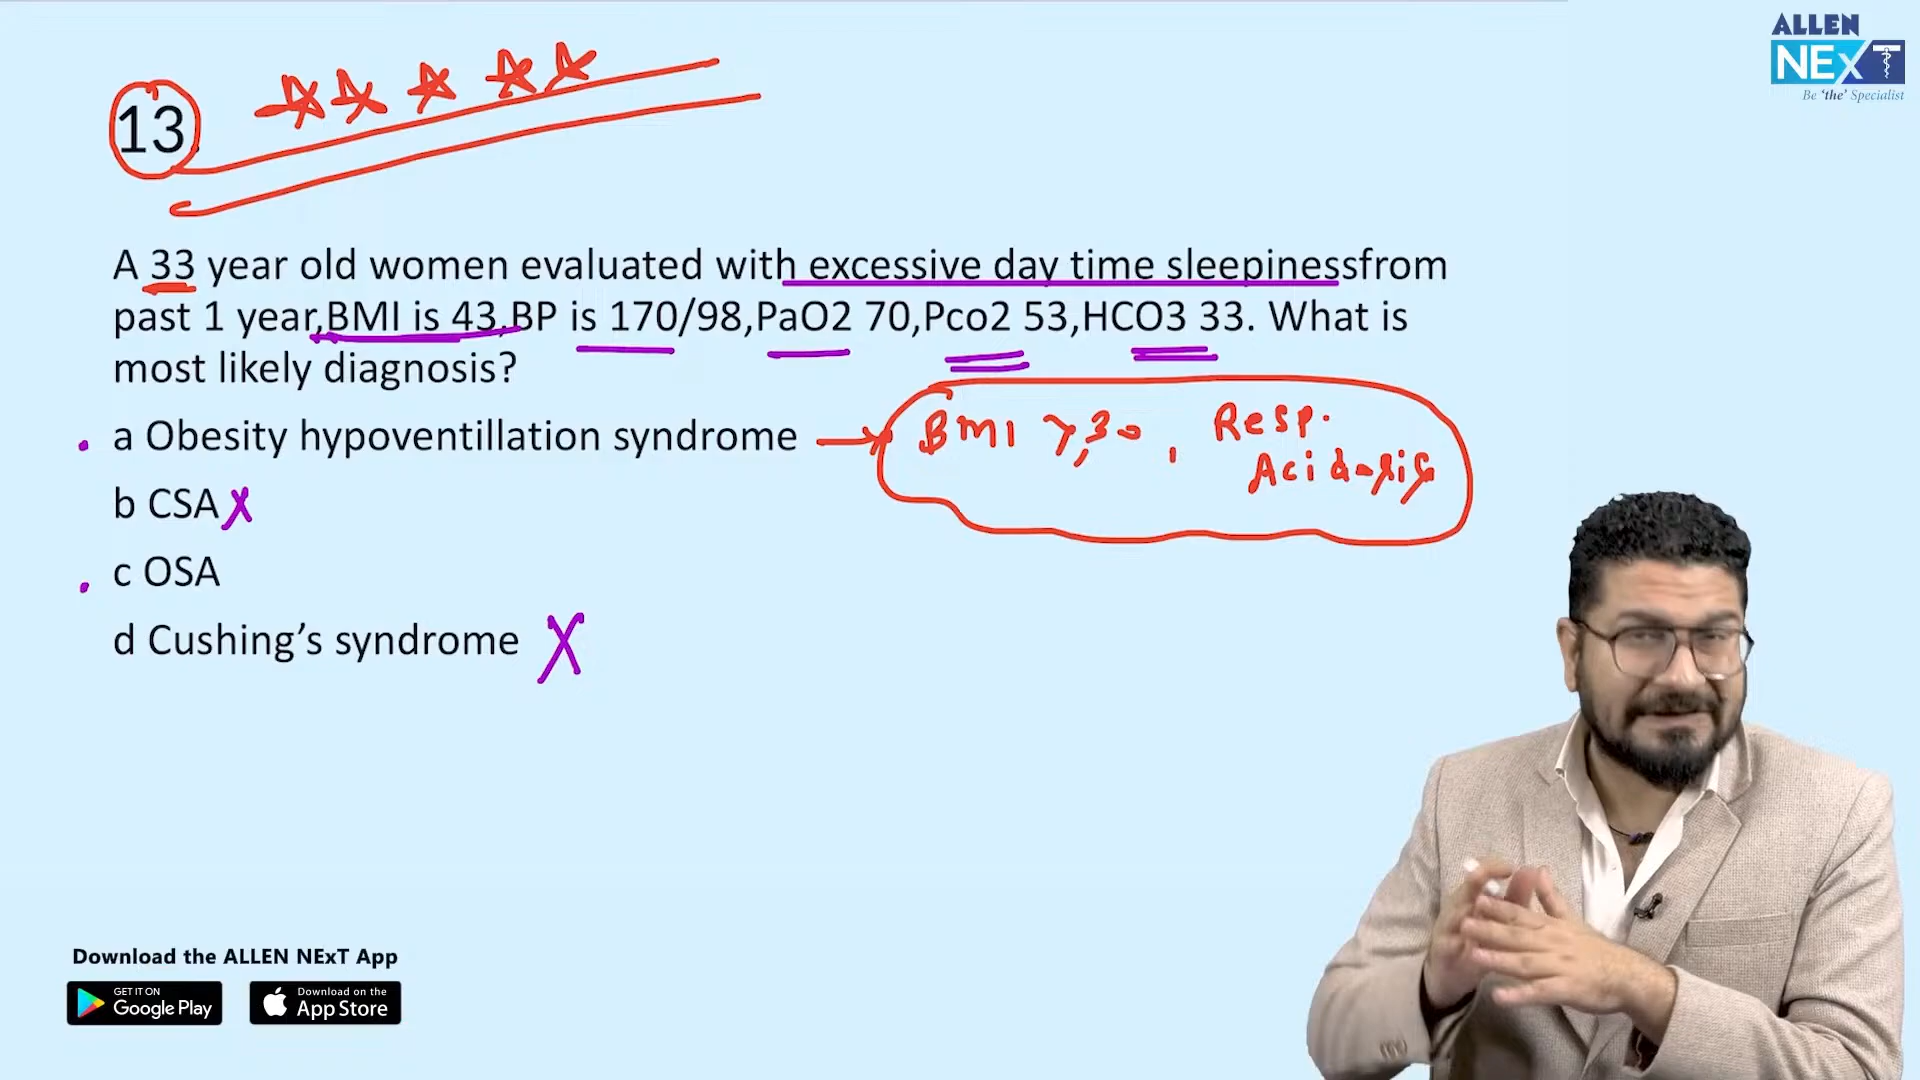 ALLEN
NExT
Be 'the' Specialist
13.
A 33 year old women evaluated with excessive day time sleepinessfrom
past 1 year,BMI is 43,BP is 170/98,PaO2 70,Pco2 53,HCO3 33. What is
most likely diagnosis?
a Obesity hypoventillation syndrome
BMI ⩾30, Resp.
Acidosis
b CSA
c OSA
d Cushing's syndrome
Download the ALLEN NExT App
GET IT ON
Google Play
Download on the
App Store